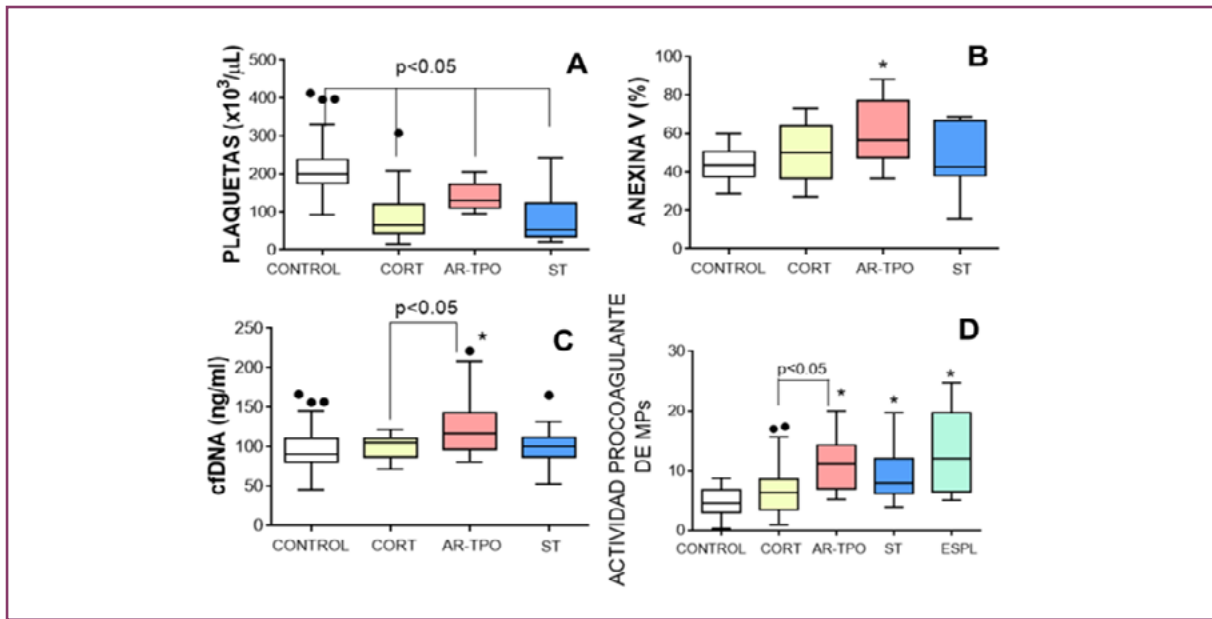 A
PLAQUETAS (x10³/µL)
500
400
300
200
100
0
p<0.05
CONTROL CORT AR-TPO ST
B
ANEXINA V (%)
100
80
60
40
20
0
*
CONTROL CORT AR-TPO ST
C
cfDNA (ng/ml)
250
200
150
100
50
0
p<0.05
*
CONTROL CORT AR-TPO ST
D
ACTIVIDAD PROCOAGULANTE
DE MPs
30
20
10
0
p<0.05
* * *
CONTROL CORT AR-TPO ST ESPL